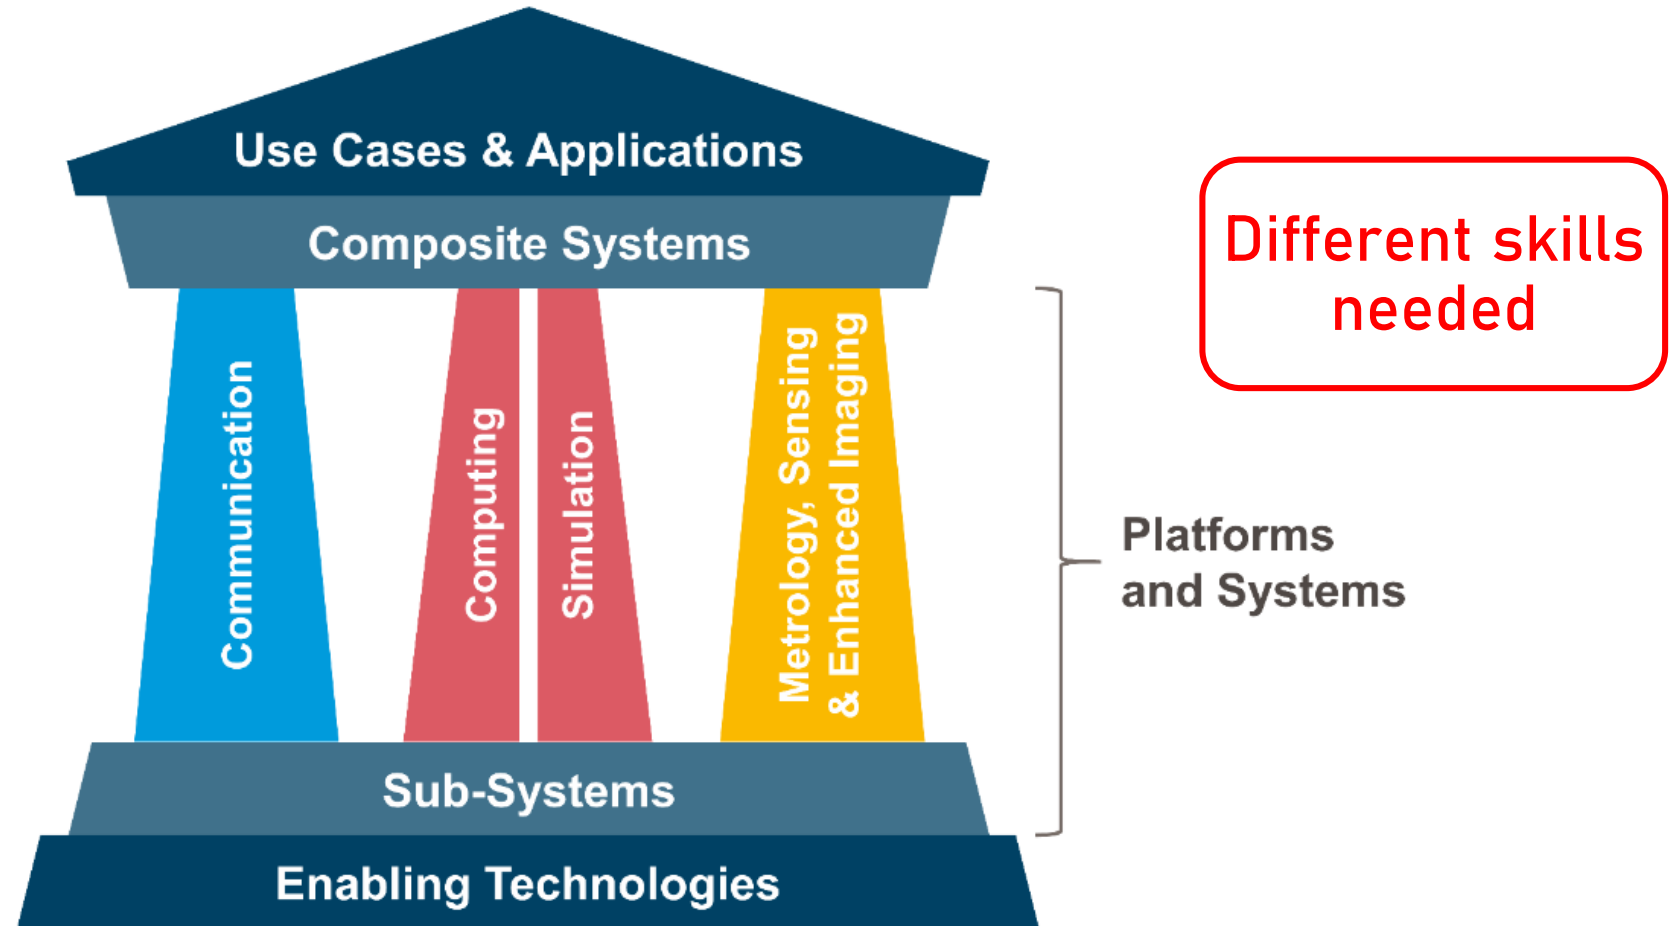 Use Cases & Applications
Composite Systems
Different skills
needed
Communication
Computing
Simulation
Metrology, Sensing
& Enhanced Imaging
Platforms
and Systems
Sub-Systems
Enabling Technologies